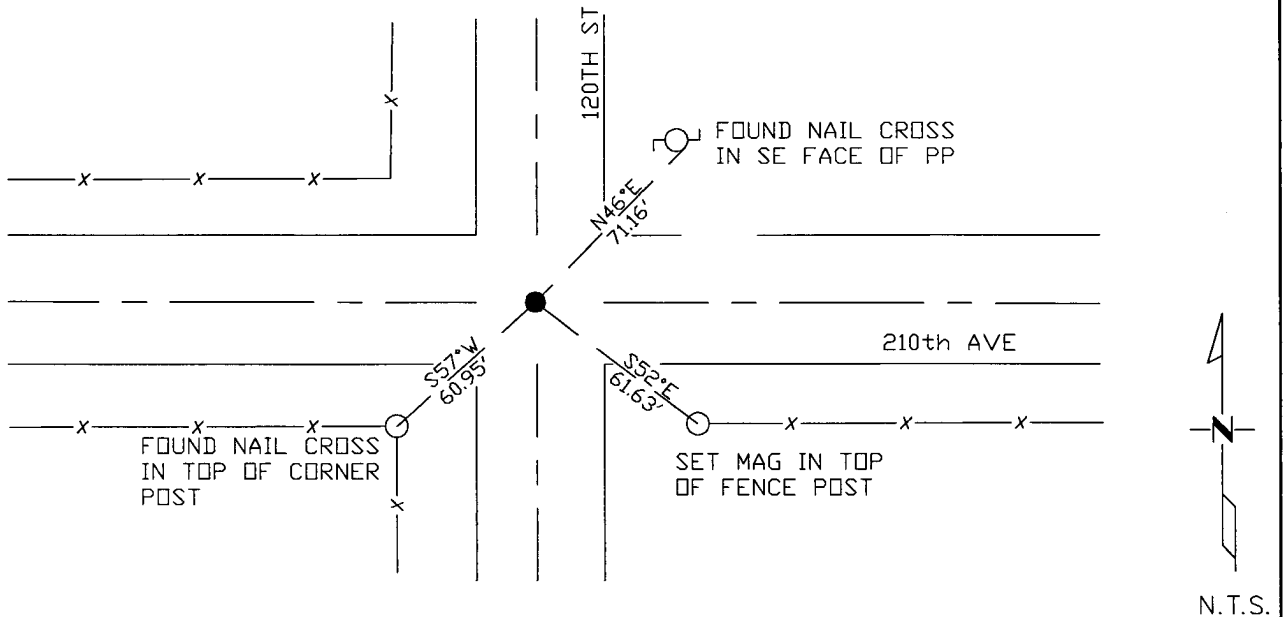 120TH ST
FOUND NAIL CROSS
IN SE FACE OF PP
N46°E
71.16'
210th AVE
S57°W
60.95'
S52°E
61.63'
FOUND NAIL CROSS
IN TOP OF CORNER
POST
SET MAG IN TOP
OF FENCE POST
N
N.T.S.